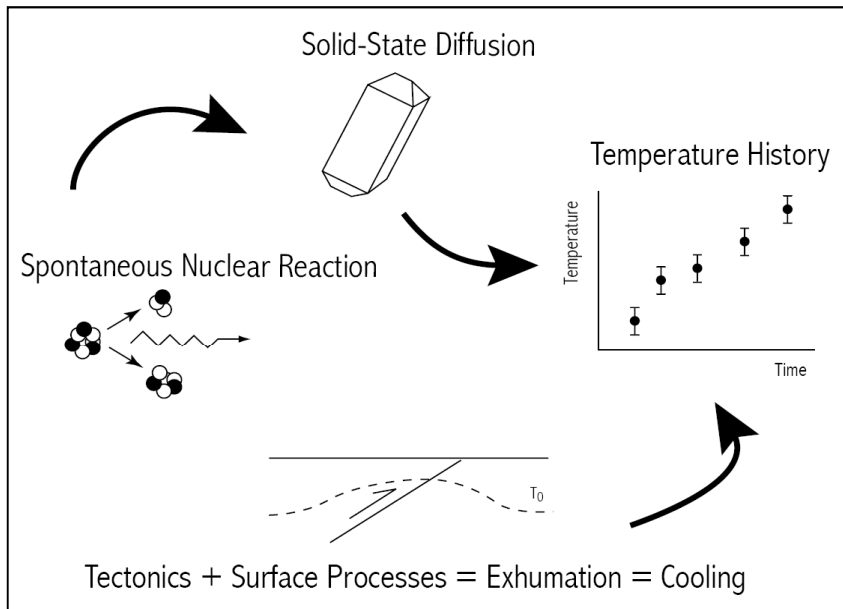 Solid-State Diffusion
Temperature History
Temperature
Time
Spontaneous Nuclear Reaction
T₀
Tectonics + Surface Processes = Exhumation = Cooling